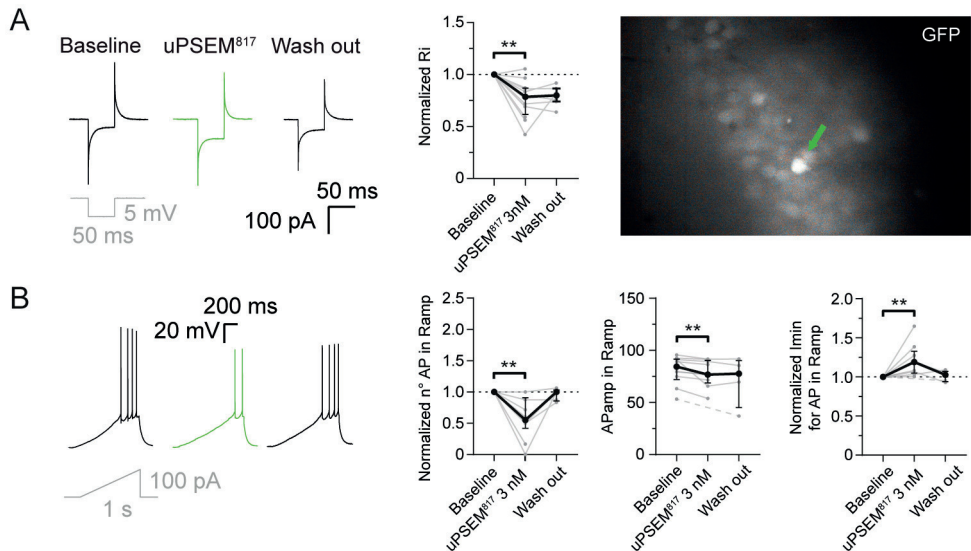 A
Baseline
uPSEM⁸¹⁷
Wash out
5 mV
50 ms
50 ms
100 pA
Normalized Ri
1.5
1.0
0.5
0
**
Baseline
uPSEM⁸¹⁷ 3nM
Wash out
GFP
B
200 ms
20 mV
100 pA
1 s
Normalized n° AP in Ramp
2.5
2.0
1.5
1.0
0.5
0
**
Baseline
uPSEM⁸¹⁷ 3 nM
Wash out
APamp in Ramp
150
100
50
0
**
Baseline
uPSEM⁸¹⁷ 3 nM
Wash out
Normalized Imin
for AP in Ramp
2.0
1.5
1.0
0.5
0
**
Baseline
uPSEM⁸¹⁷ 3 nM
Wash out